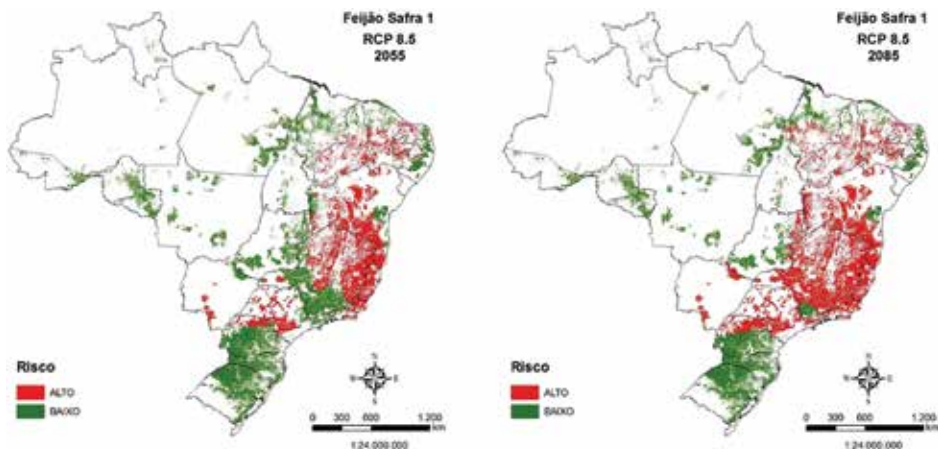 Feijão Safra 1
RCP 8.5
2055
Risco
ALTO
BAIXO
N
W
E
S
0 300 600 1.200
km
1:24.000.000
Feijão Safra 1
RCP 8.5
2085
Risco
ALTO
BAIXO
N
W
E
S
0 300 600 1.200
km
1:24.000.000